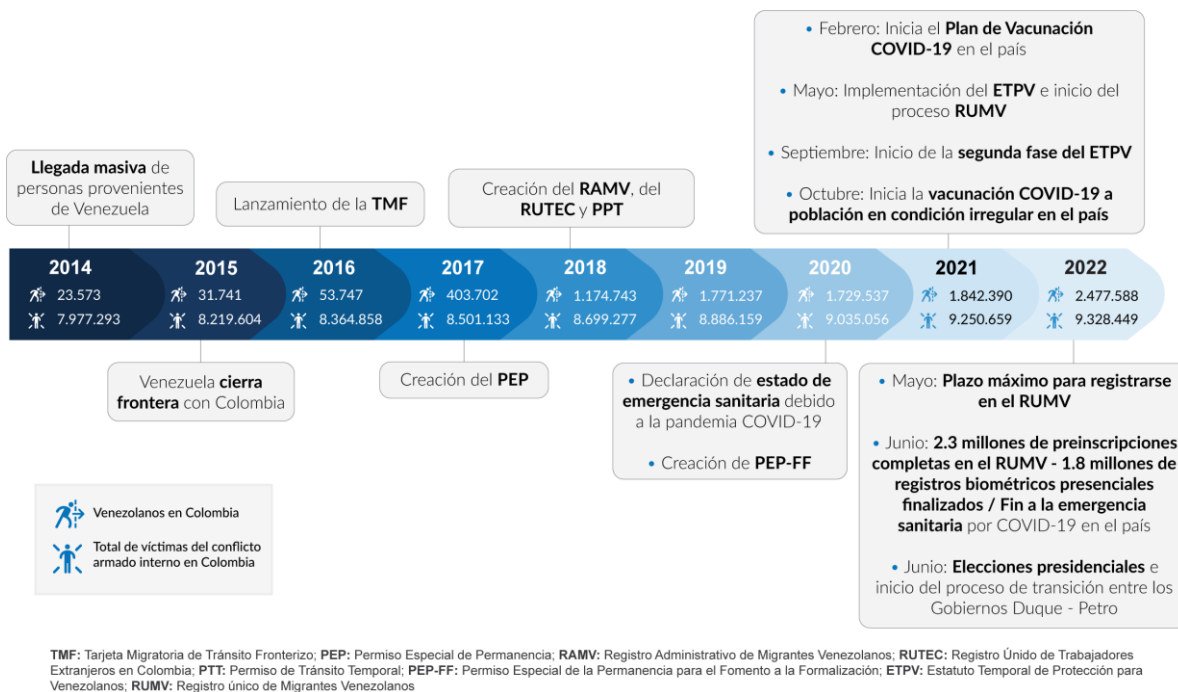 • Febrero: Inicia el Plan de Vacunación
COVID-19 en el país
• Mayo: Implementación del ETPV e inicio del
proceso RUMV
• Septiembre: Inicio de la segunda fase del ETPV
• Octubre: Inicia la vacunación COVID-19 a
población en condición irregular en el país
Llegada masiva de
personas provenientes
de Venezuela
Lanzamiento de la TMF
Creación del RAMV, del
RUTEC y PPT
2014
23.573
7.977.293
2015
31.741
8.219.604
2016
53.747
8.364.858
2017
403.702
8.501.133
2018
1.174.743
8.699.277
2019
1.771.237
8.886.159
2020
1.729.537
9.035.056
2021
1.842.390
9.250.659
2022
2.477.588
9.328.449
Venezuela cierra
frontera con Colombia
Creación del PEP
• Declaración de estado de
emergencia sanitaria debido
a la pandemia COVID-19
• Creación de PEP-FF
• Mayo: Plazo máximo para registrarse
en el RUMV
• Junio: 2.3 millones de preinscripciones
completas en el RUMV - 1.8 millones de
registros biométricos presenciales
finalizados / Fin a la emergencia
sanitaria por COVID-19 en el país
• Junio: Elecciones presidenciales e
inicio del proceso de transición entre los
Gobiernos Duque - Petro
Venezolanos en Colombia
Total de víctimas del conflicto
armado interno en Colombia
TMF: Tarjeta Migratoria de Tránsito Fronterizo; PEP: Permiso Especial de Permanencia; RAMV: Registro Administrativo de Migrantes Venezolanos; RUTEC: Registro Únido de Trabajadores
Extranjeros en Colombia; PTT: Permiso de Tránsito Temporal; PEP-FF: Permiso Especial de la Permanencia para el Fomento a la Formalización; ETPV: Estatuto Temporal de Protección para
Venezolanos; RUMV: Registro único de Migrantes Venezolanos